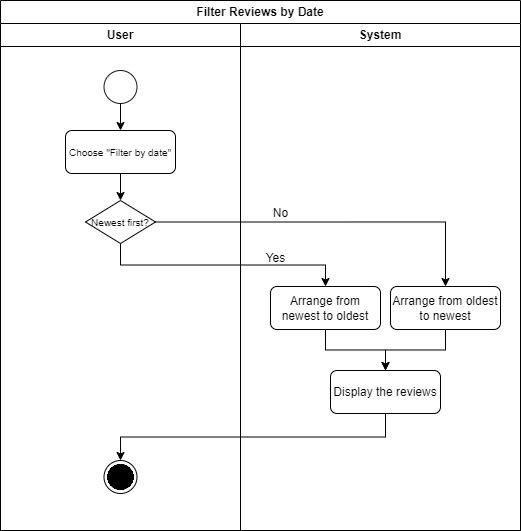 Filter Reviews by Date
User
System
Choose "Filter by date"
Newest first?
No
Yes
Arrange from
newest to oldest
Arrange from oldest
to newest
Display the reviews